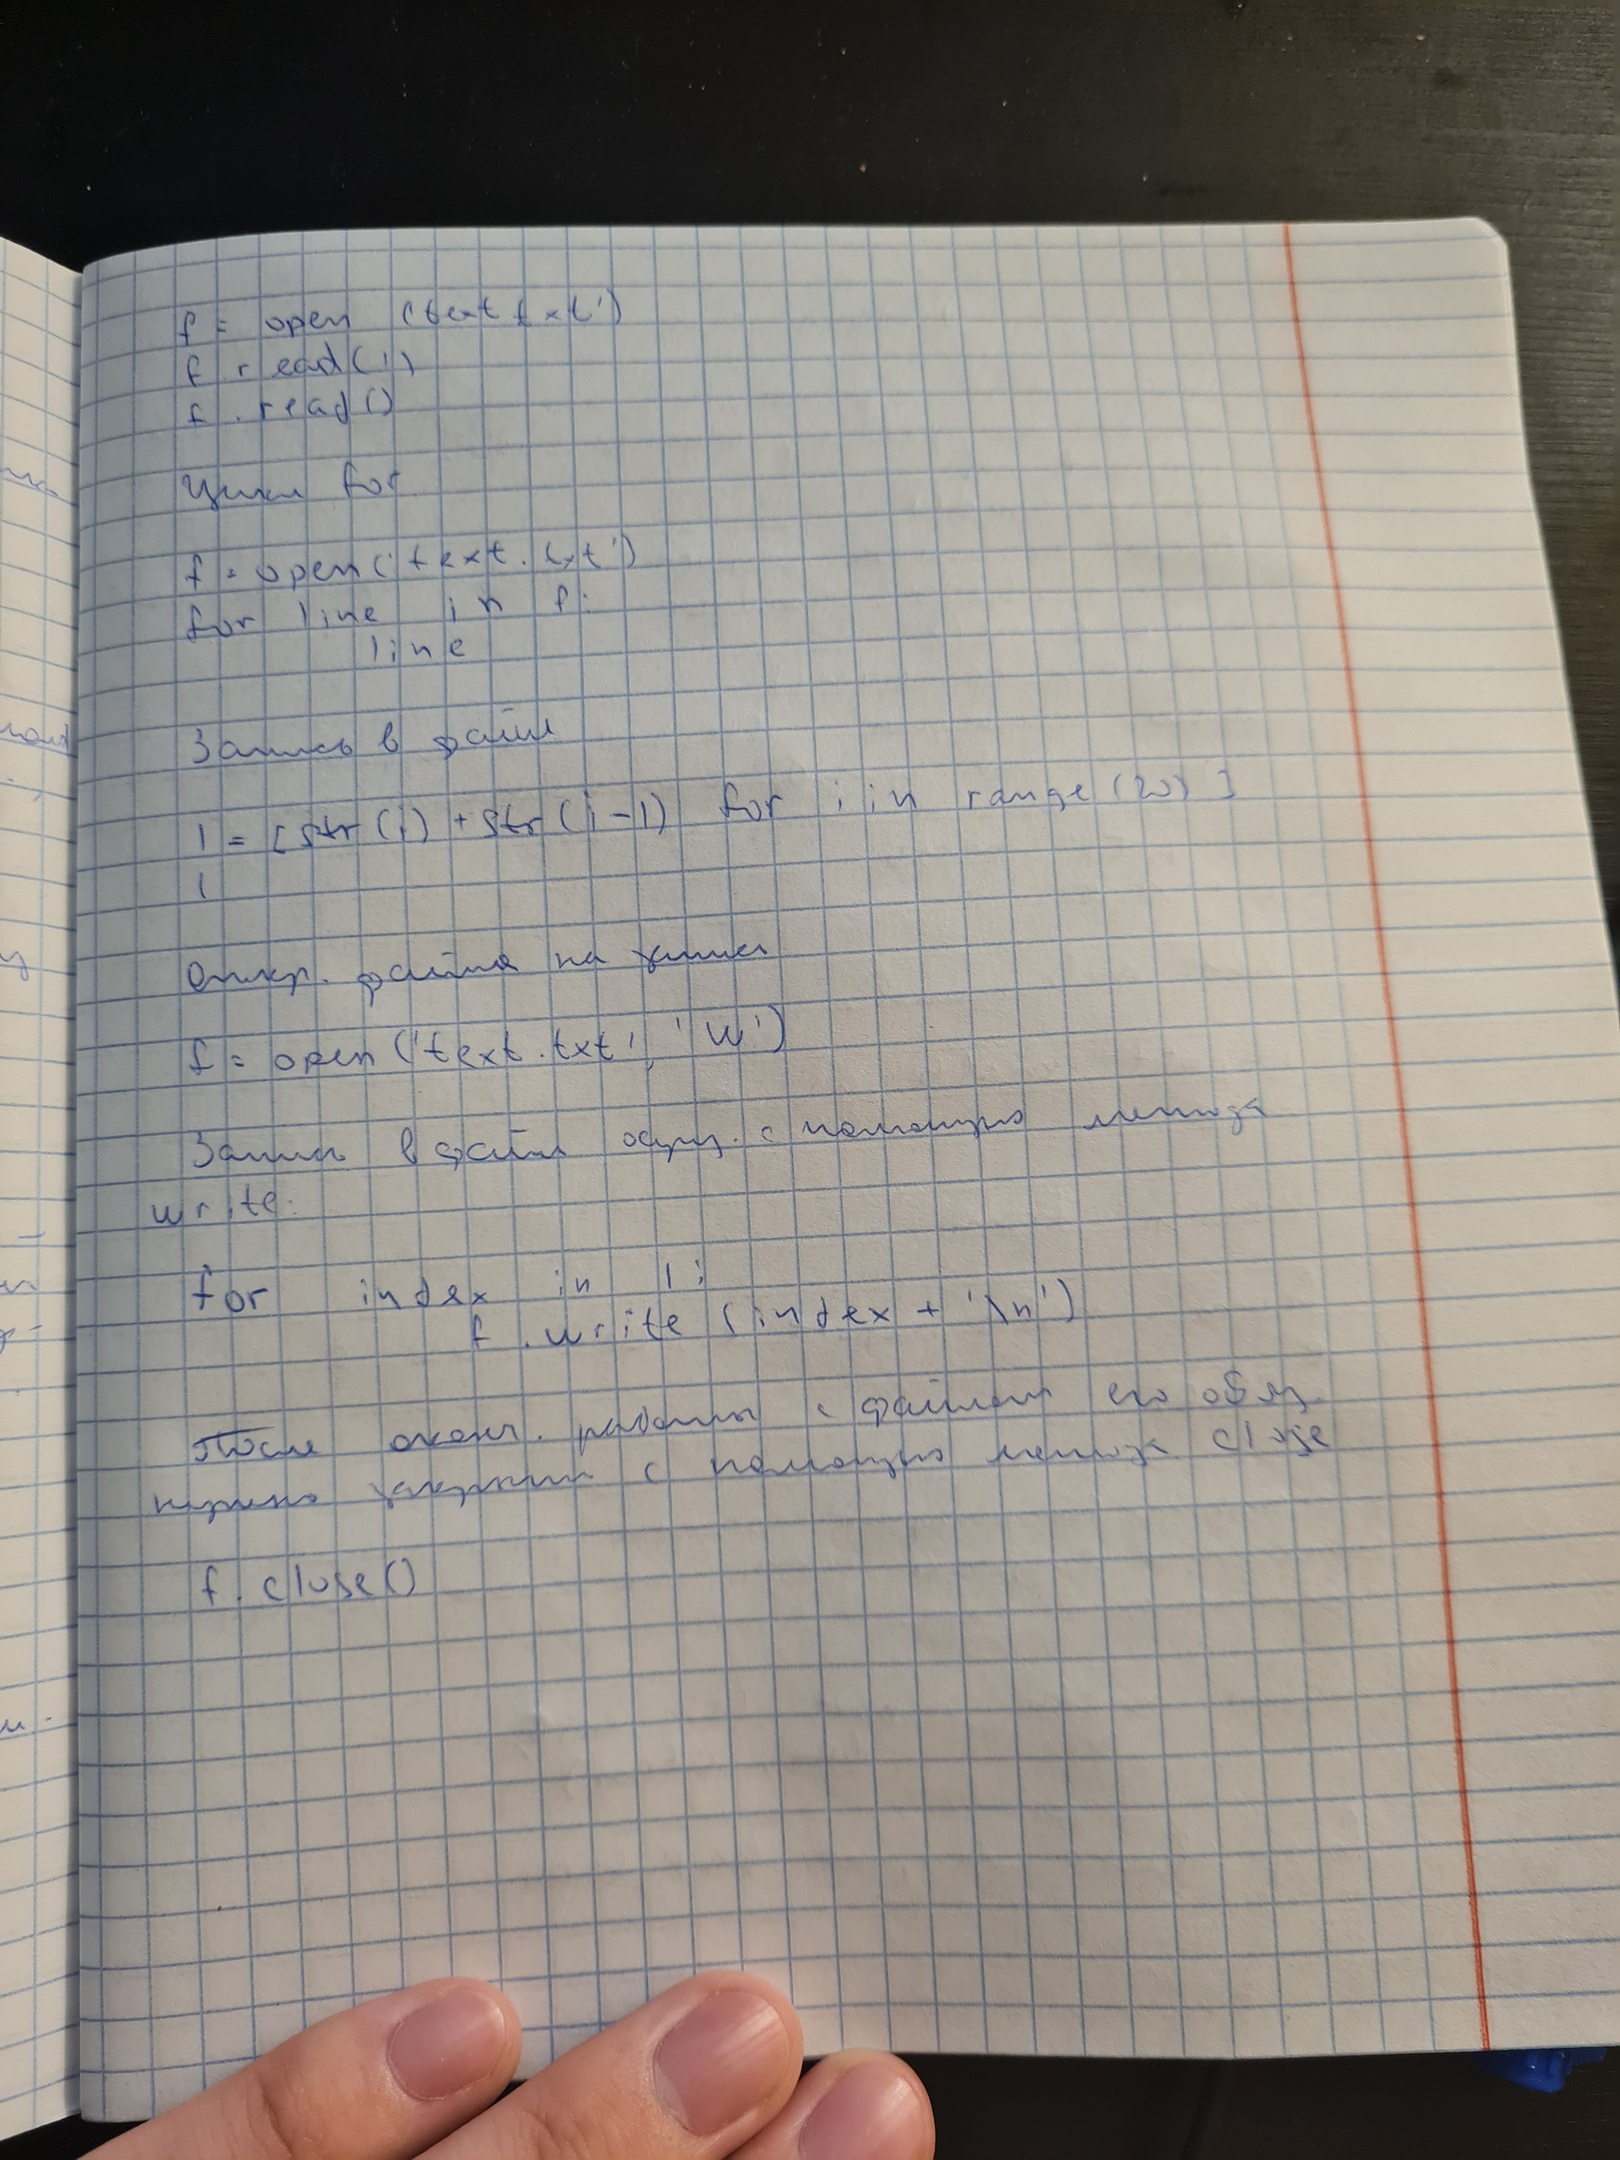 f = open ('text.txt')
f.read(1)
f.read()
Цикл for
f = open('text.txt')
for line in f:
line
Запись в файл
l = [str(i) + str(i-1) for i in range(20)]
l
Откр. файла на запись
f = open('text.txt', 'w')
Запись в файл осущ. с помощью метода
write.
for index in l:
f.write (index + '\n')
После оконч. работы с файлом его обяз.
нужно закрыть с помощью метода close
f.close()